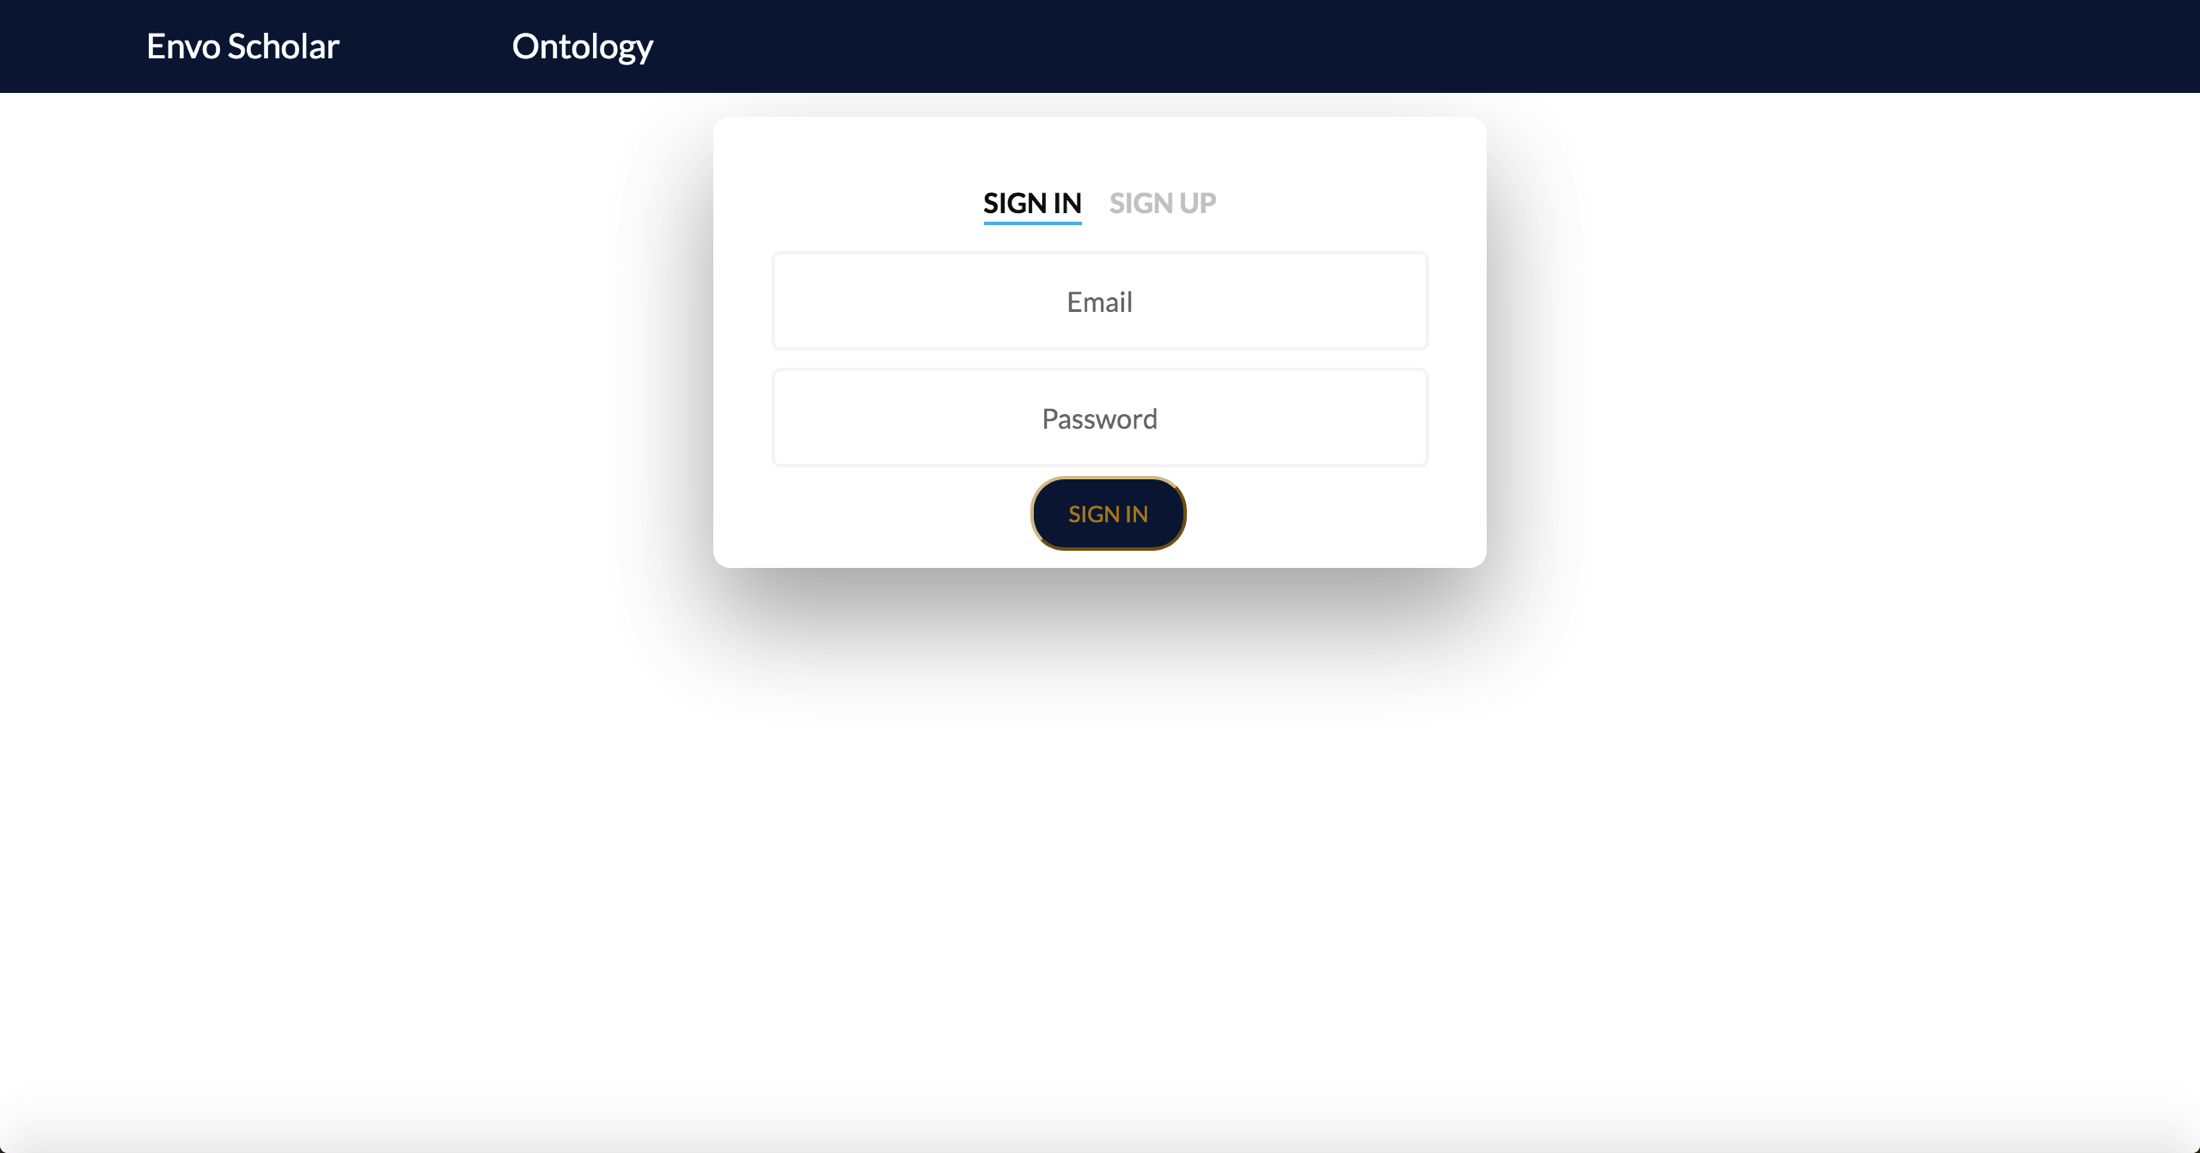 Envo Scholar Ontology
SIGN IN SIGN UP
Email
Password
SIGN IN